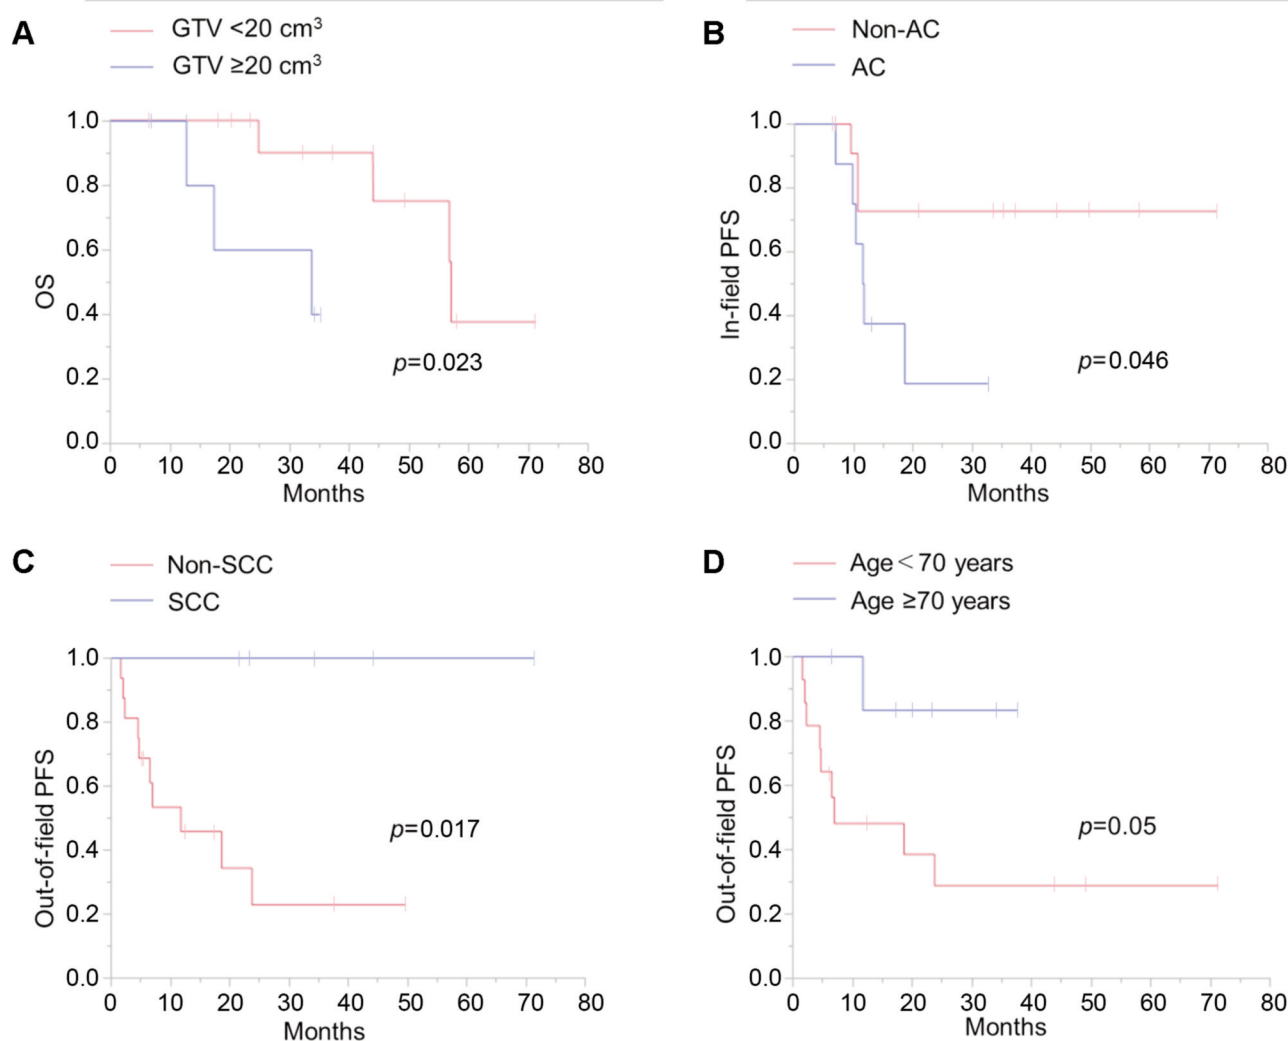 A
GTV <20 cm³
GTV ≥20 cm³
OS
1.0
0.8
0.6
0.4
0.2
0.0
p=0.023
0 10 20 30 40 50 60 70 80
Months
B
Non-AC
AC
In-field PFS
1.0
0.8
0.6
0.4
0.2
0.0
p=0.046
0 10 20 30 40 50 60 70 80
Months
C
Non-SCC
SCC
Out-of-field PFS
1.0
0.8
0.6
0.4
0.2
0.0
p=0.017
0 10 20 30 40 50 60 70 80
Months
D
Age<70 years
Age ≥70 years
Out-of-field PFS
1.0
0.8
0.6
0.4
0.2
0.0
p=0.05
0 10 20 30 40 50 60 70 80
Months